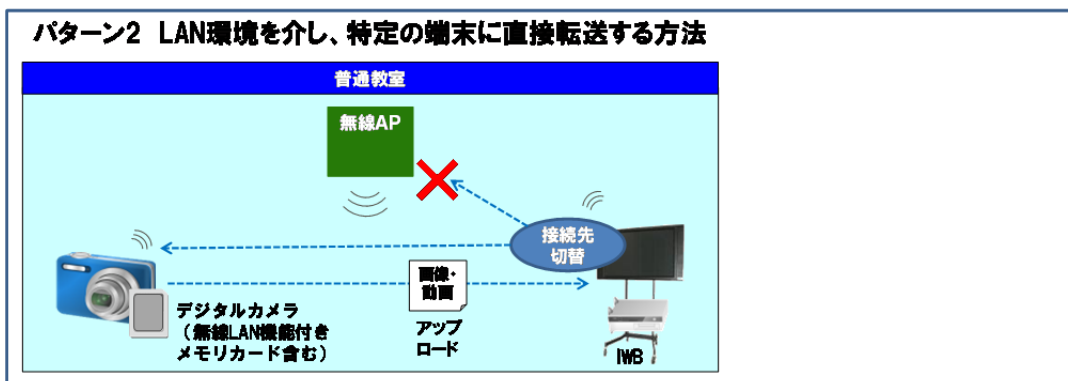 パターン2 LAN環境を介し、特定の端末に直接転送する方法
普通教室
無線AP
接続先
切替
画像・
動画
アップ
ロード
デジタルカメラ
（無線LAN機能付き
メモリカード含む）
IWB